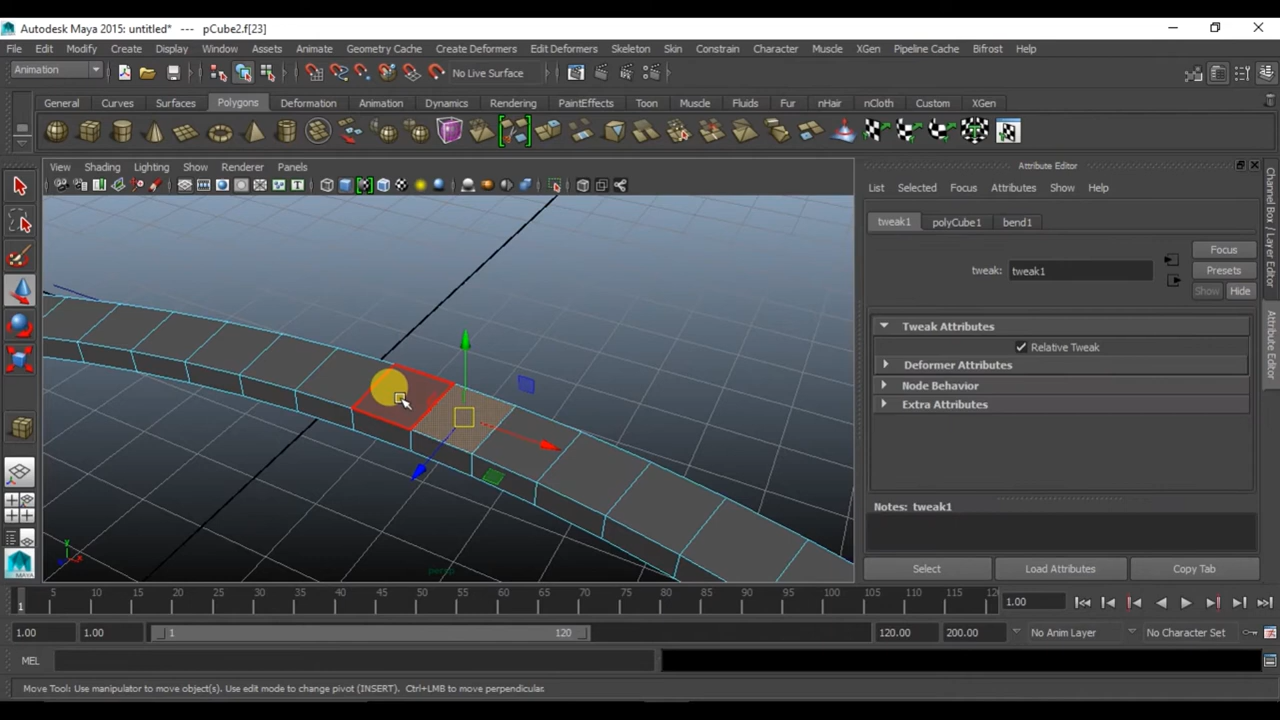 Autodesk Maya 2015: untitled* --- pCube2.f[23]
File Edit Modify Create Display Window Assets Animate Geometry Cache Create Deformers Edit Deformers Skeleton Skin Constrain Character Muscle XGen Pipeline Cache Bifrost Help
Animation No Live Surface
General Curves Surfaces Polygons Deformation Animation Dynamics Rendering PaintEffects Toon Muscle Fluids Fur nHair nCloth Custom XGen
View Shading Lighting Show Renderer Panels
Attribute Editor
List Selected Focus Attributes Show Help
tweak1 polyCube1 bend1
Focus
tweak: tweak1
Presets
Show Hide
Tweak Attributes
Relative Tweak
Deformer Attributes
Node Behavior
Extra Attributes
Notes: tweak1
Select Load Attributes Copy Tab
Channel Box / Layer Editor
Attribute Editor
y
x
persp
MAYA
1 5 10 15 20 25 30 35 40 45 50 55 60 65 70 75 80 85 90 95 100 105 110 115 120 1.00
1.00 1.00 1 120 120.00 200.00 No Anim Layer No Character Set
MEL
Move Tool: Use manipulator to move object(s). Use edit mode to change pivot (INSERT). Ctrl+LMB to move perpendicular.